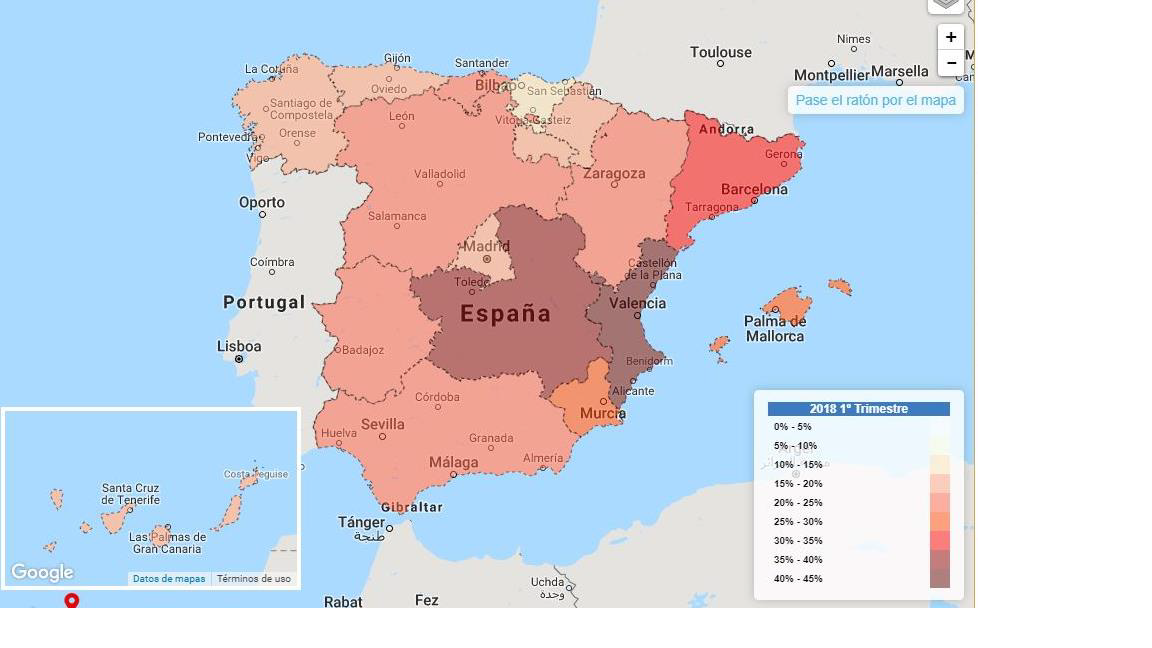 Nimes
Toulouse
Montpellier
Marsella
+
−
Pase el ratón por el mapa
Gijón
Santander
La Coruña
Oviedo
Bilbao
San Sebastián
Santiago de
Compostela
León
Vitoria-Gasteiz
Orense
Pontevedra
Vigo
Andorra
Gerona
Valladolid
Zaragoza
Barcelona
Tarragona
Oporto
Salamanca
Madrid
Coímbra
Castellón
de la Plana
Toledo
Portugal
España
Valencia
Palma de
Mallorca
Lisboa
Badajoz
Benidorm
Alicante
Córdoba
Murcia
Sevilla
Huelva
Granada
Almería
Málaga
Gibraltar
Tánger
طنجة
Costa Teguise
Santa Cruz
de Tenerife
Las Palmas de
Gran Canaria
Google
Datos de mapas
Términos de uso
Uchda
وجدة
Rabat
Fez
2018 1º Trimestre
0% - 5%
5% - 10%
10% - 15%
15% - 20%
20% - 25%
25% - 30%
30% - 35%
35% - 40%
40% - 45%